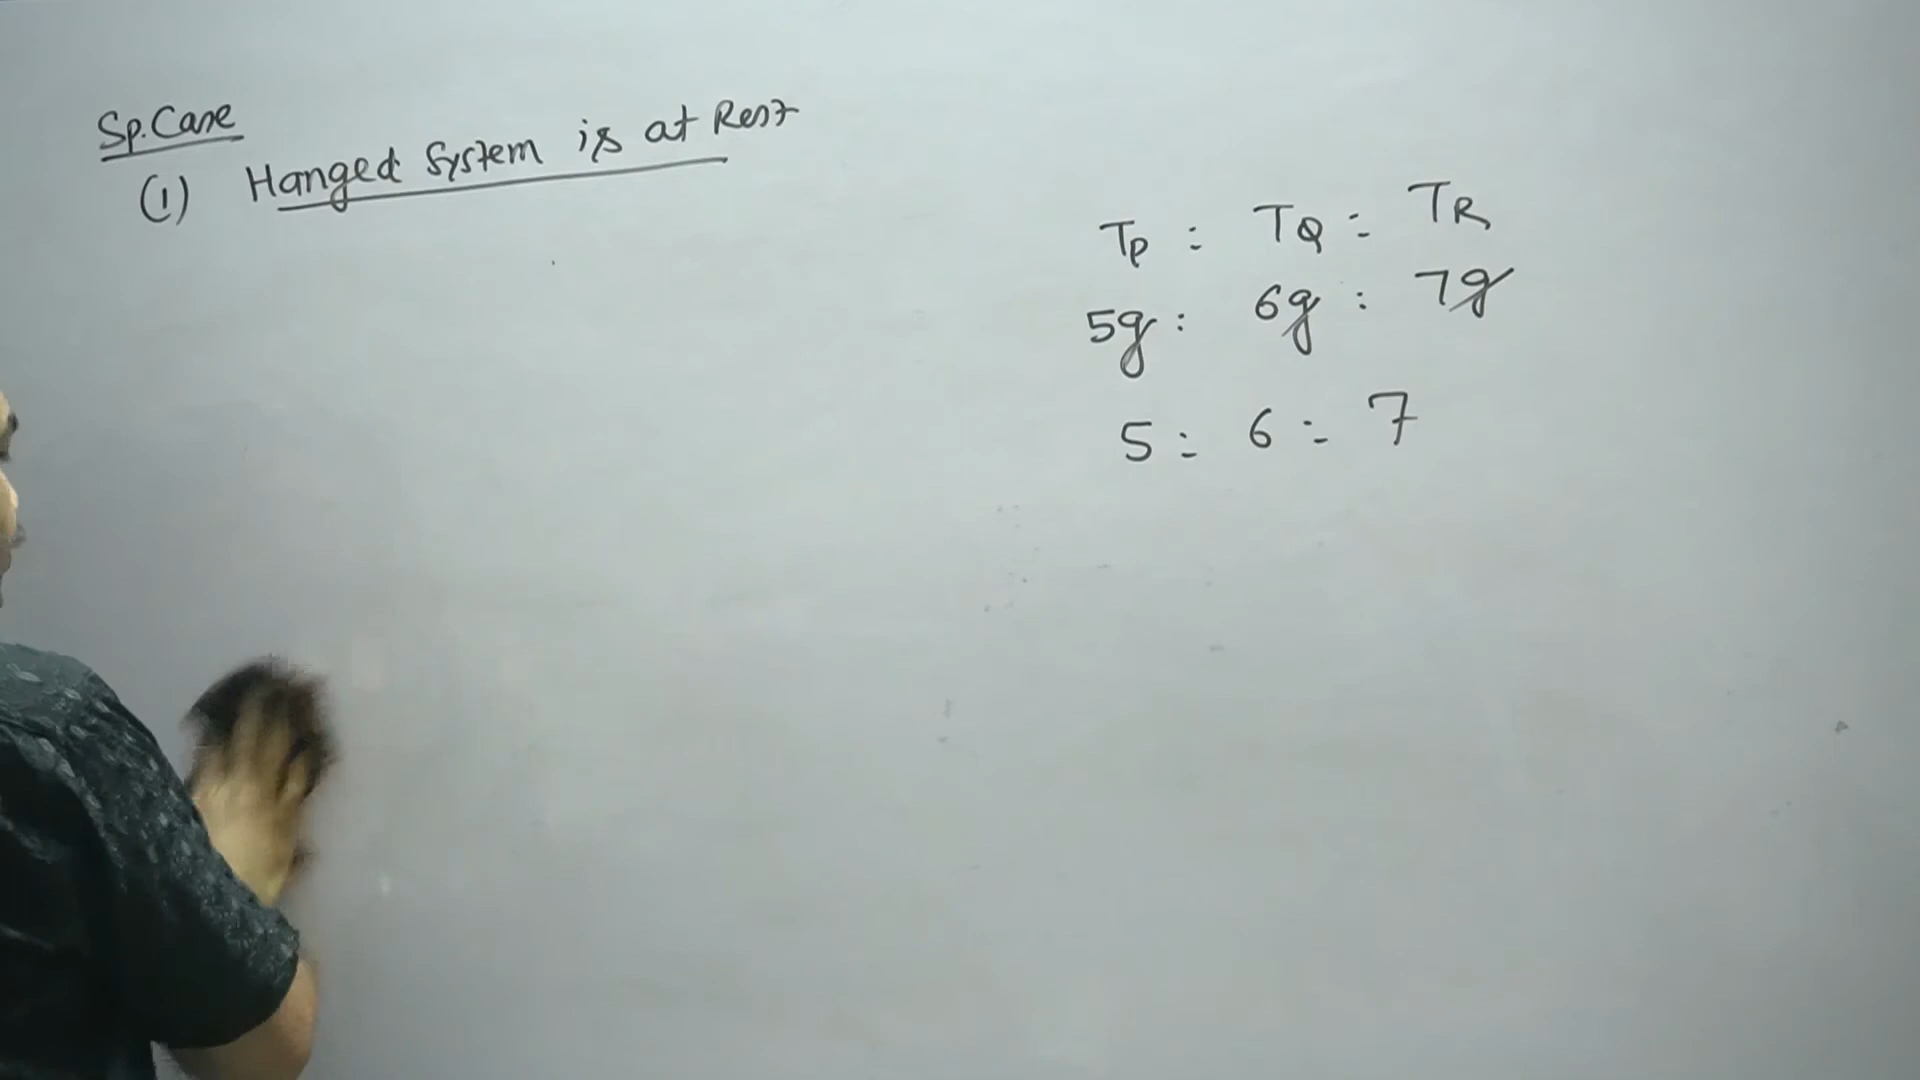 Sp. Case
(1) Hanged System is at Rest
TP : TQ : TR
5g : 6g : 7g
5 : 6 : 7